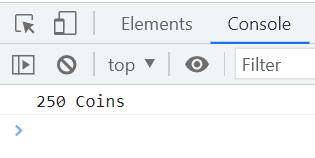 Elements Console
top ▼ Filter
250 Coins
>